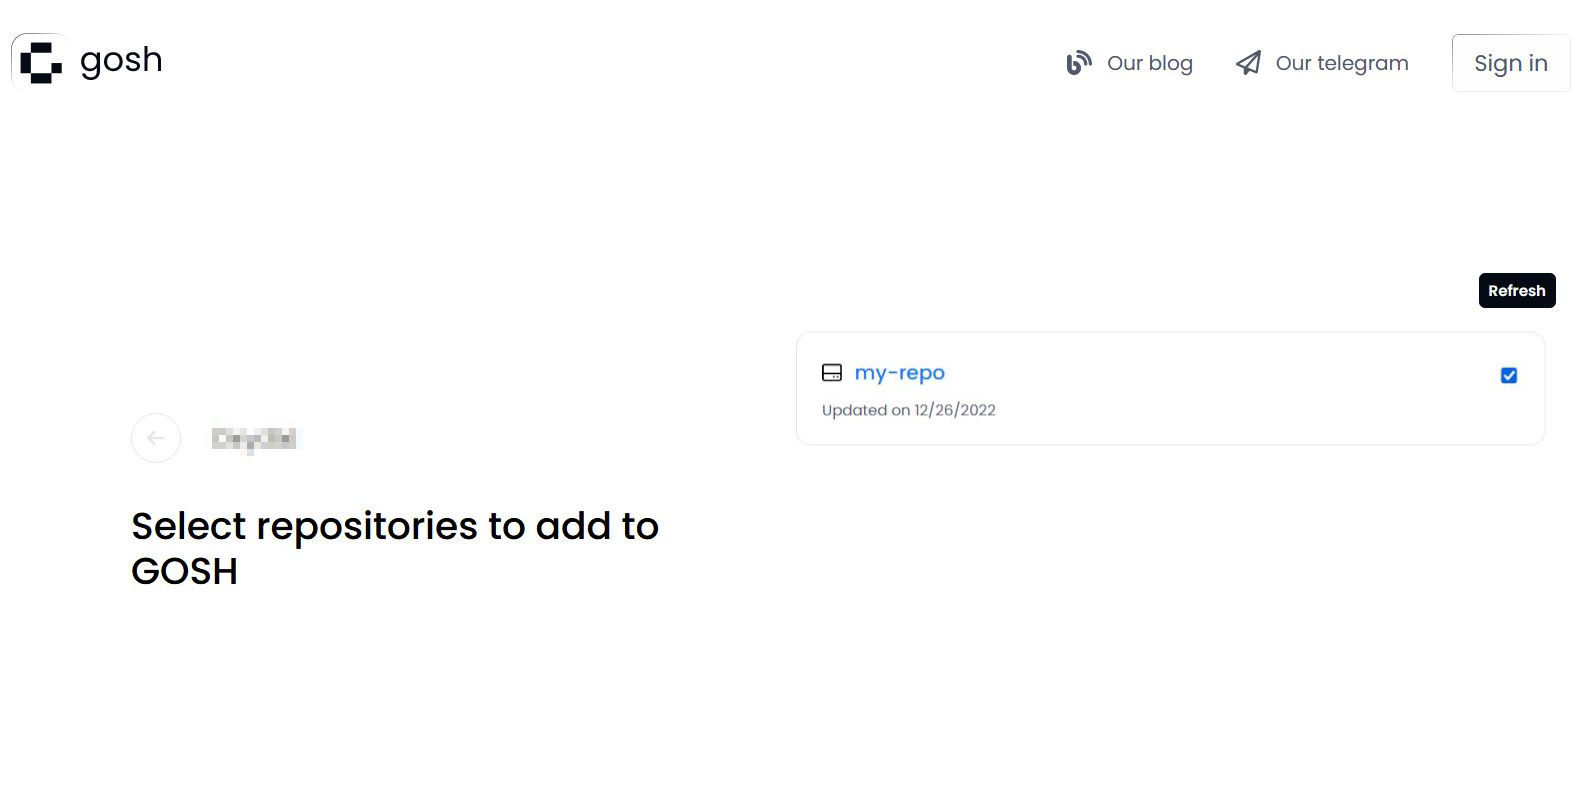 gosh
Our blog
Our telegram
Sign in
Refresh
my-repo
Updated on 12/26/2022
Select repositories to add to
GOSH